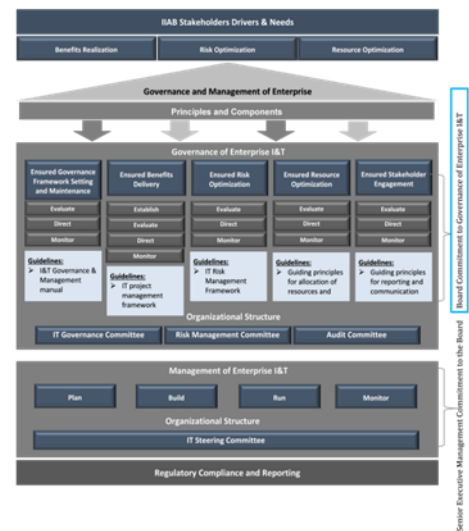 IIAB Stakeholders Drivers & Needs
Benefits Realization
Risk Optimization
Resource Optimization
Governance and Management of Enterprise
Principles and Components
Governance of Enterprise I&T
Ensured Governance
Framework Setting
and Maintenance
Ensured Benefits
Delivery
Ensured Risk
Optimization
Ensured Resource
Optimization
Ensured Stakeholder
Engagement
Evaluate
Direct
Monitor
Establish
Evaluate
Direct
Monitor
Evaluate
Direct
Monitor
Evaluate
Direct
Monitor
Evaluate
Direct
Monitor
Guidelines:
➢ I&T Governance &
Management
manual
Guidelines:
➢ IT project
management
framework
Guidelines:
➢ IT Risk
Management
Framework
Guidelines:
➢ Guiding principles
for allocation of
resources and
Guidelines:
➢ Guiding principles
for reporting and
communication
Organizational Structure
IT Governance Committee
Risk Management Committee
Audit Committee
Management of Enterprise I&T
Plan
Build
Run
Monitor
Organizational Structure
IT Steering Committee
Regulatory Compliance and Reporting
Board Commitment to Governance of Enterprise I&T
Senior Executive Management Commitment to the Board